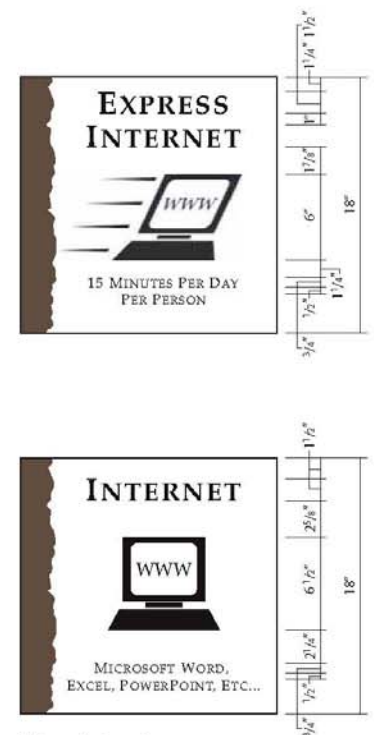 EXPRESS
INTERNET
WWW
15 MINUTES PER DAY
PER PERSON
1 1/4" 1 1/2"
1"
1 7/8"
6"
18"
1 1/4"
1/2"
3/4"
INTERNET
WWW
MICROSOFT WORD,
EXCEL, POWERPOINT, ETC...
1 1/2"
2 5/8"
6 1/2"
18"
2 1/4"
1/2"
3/4"